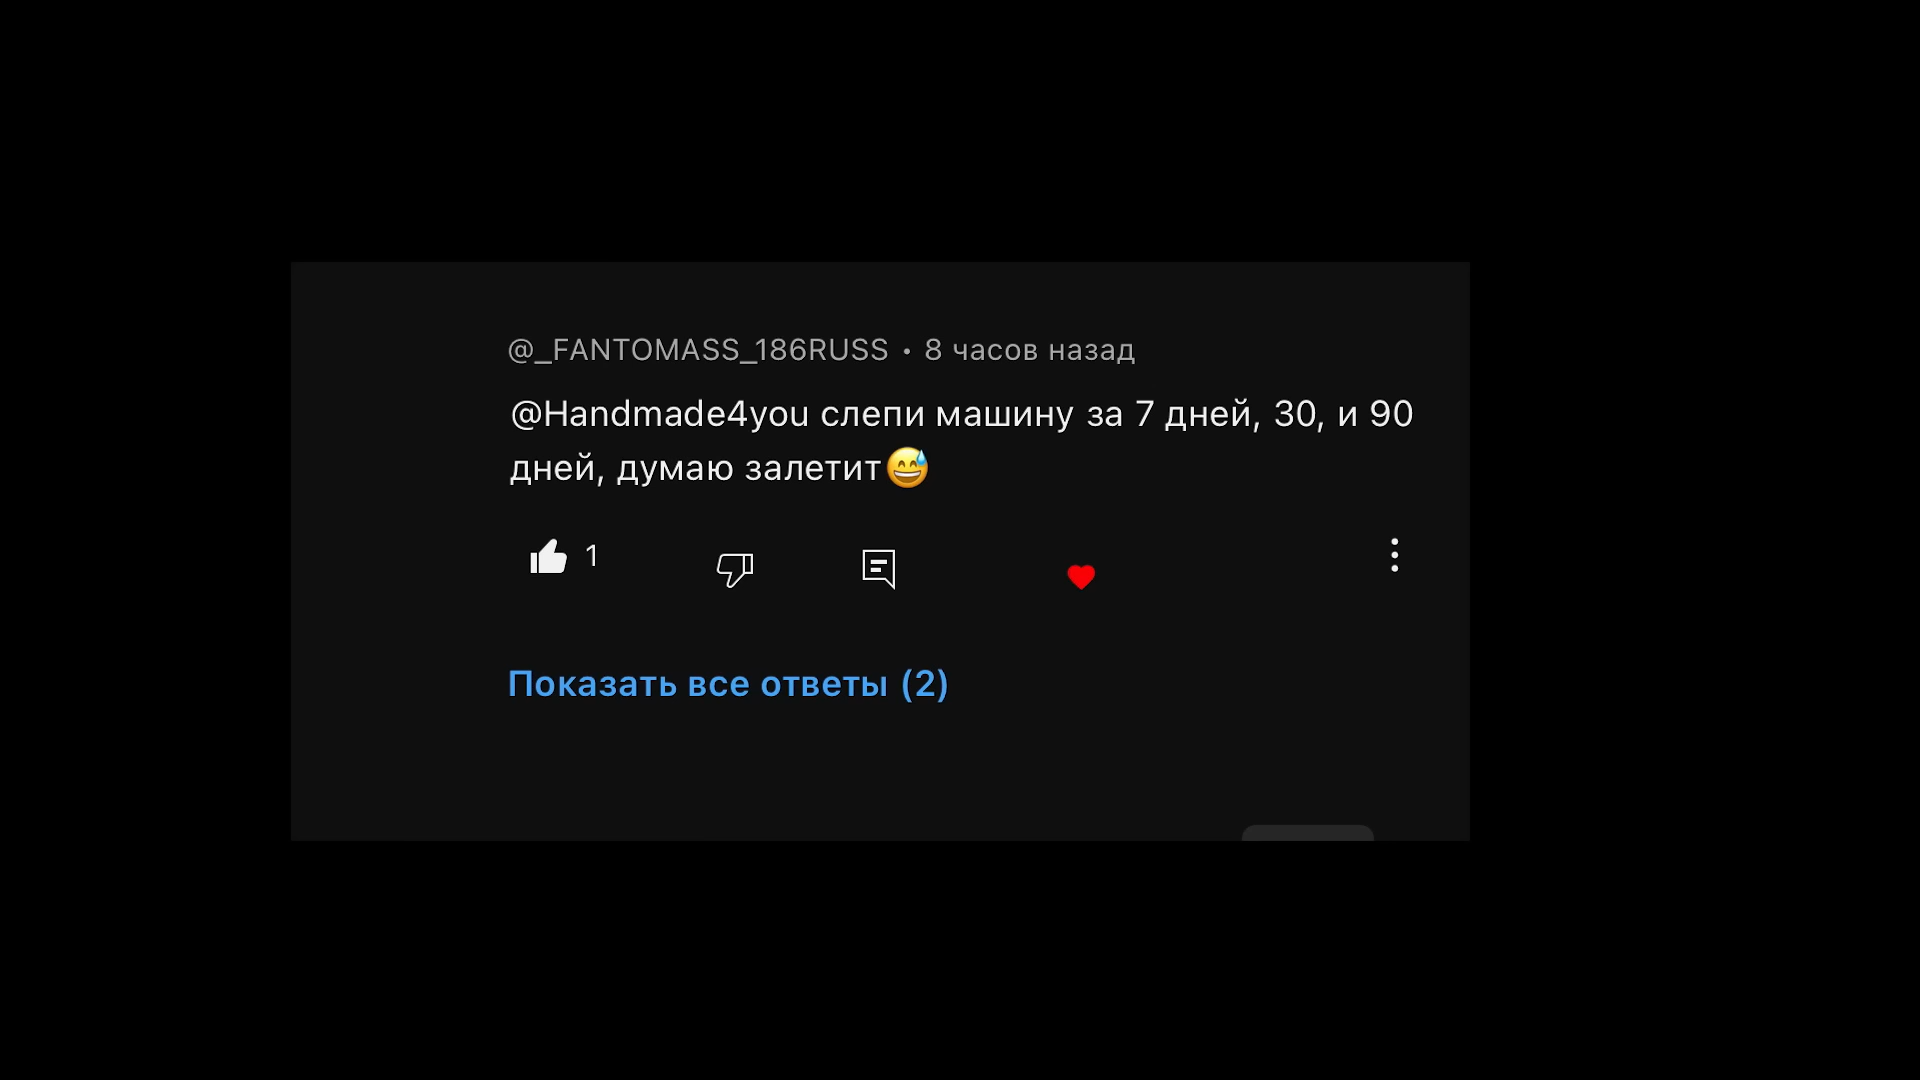 @_FANTOMASS_186RUSS • 8 часов назад
@Handmade4you слепи машину за 7 дней, 30, и 90
дней, думаю залетит😅
1
Показать все ответы (2)